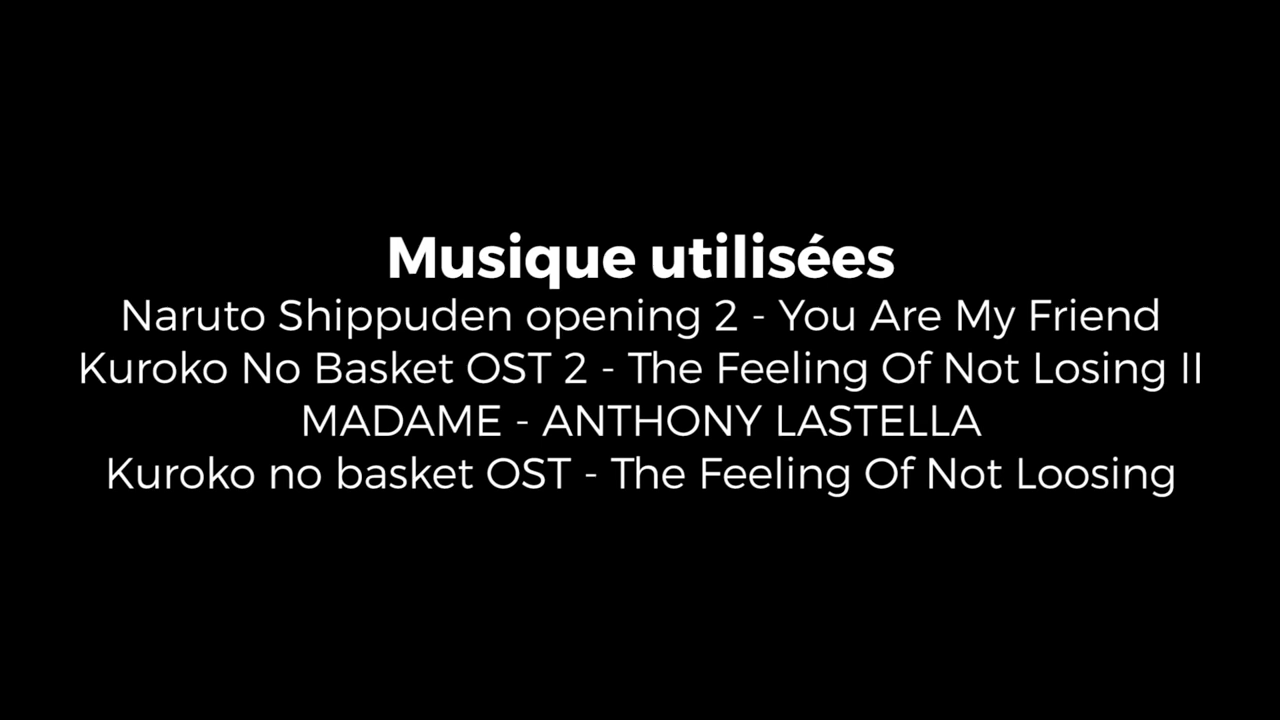 Musique utilisées
Naruto Shippuden opening 2 - You Are My Friend
Kuroko No Basket OST 2 - The Feeling Of Not Losing II
MADAME - ANTHONY LASTELLA
Kuroko no basket OST - The Feeling Of Not Loosing